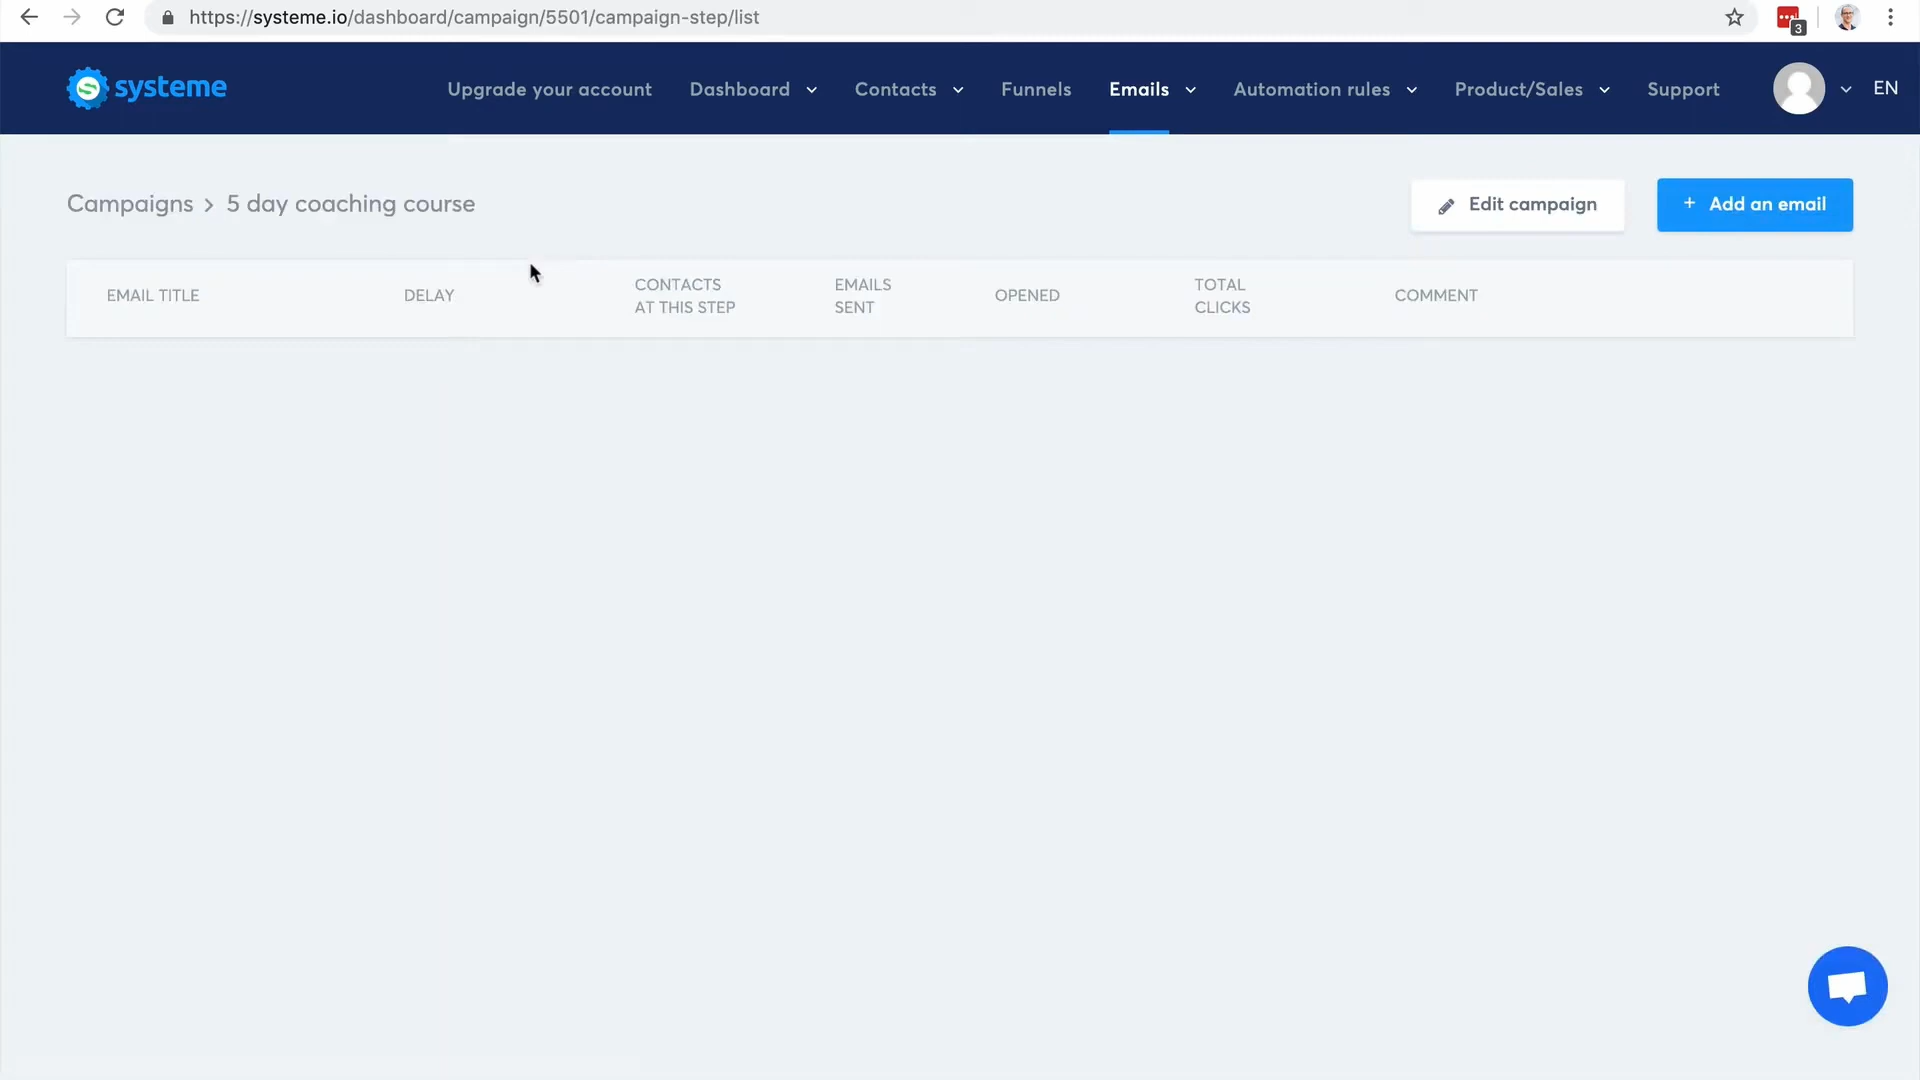 https://systeme.io/dashboard/campaign/5501/campaign-step/list
3
systeme
Upgrade your account
Dashboard
Contacts
Funnels
Emails
Automation rules
Product/Sales
Support
EN
Campaigns > 5 day coaching course
Edit campaign
+ Add an email
EMAIL TITLE
DELAY
CONTACTS
AT THIS STEP
EMAILS
SENT
OPENED
TOTAL
CLICKS
COMMENT